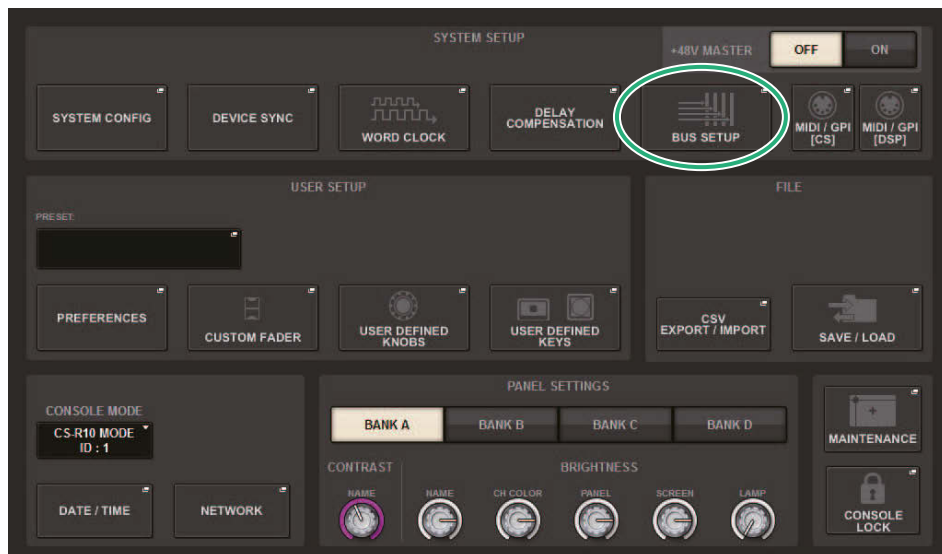 SYSTEM SETUP
+48V MASTER
OFF
ON
SYSTEM CONFIG
DEVICE SYNC
WORD CLOCK
DELAY
COMPENSATION
BUS SETUP
MIDI / GPI
[CS]
MIDI / GPI
[DSP]
USER SETUP
PRESET:
PREFERENCES
CUSTOM FADER
USER DEFINED
KNOBS
USER DEFINED
KEYS
FILE
CSV
EXPORT / IMPORT
SAVE / LOAD
CONSOLE MODE
CS-R10 MODE
ID : 1
DATE / TIME
NETWORK
PANEL SETTINGS
BANK A
BANK B
BANK C
BANK D
CONTRAST
BRIGHTNESS
NAME
NAME
CH COLOR
PANEL
SCREEN
LAMP
MAINTENANCE
CONSOLE
LOCK